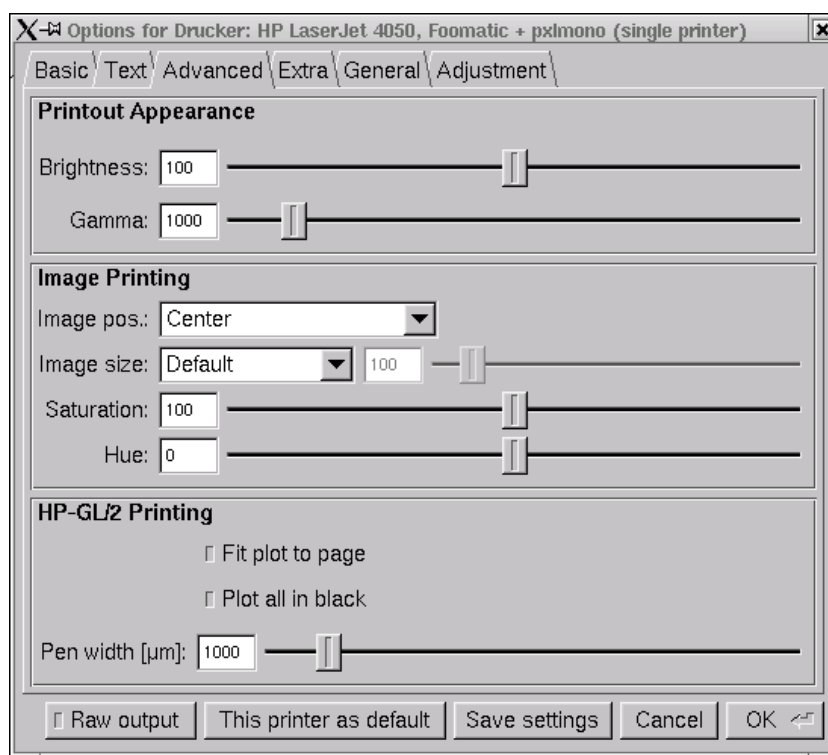 Options for Drucker: HP LaserJet 4050, Foomatic + pxlmono (single printer)
Basic Text Advanced Extra General Adjustment
Printout Appearance
Brightness: 100
Gamma: 1000
Image Printing
Image pos.: Center
Image size: Default 100
Saturation: 100
Hue: 0
HP-GL/2 Printing
Fit plot to page
Plot all in black
Pen width [µm]: 1000
Raw output This printer as default Save settings Cancel OK